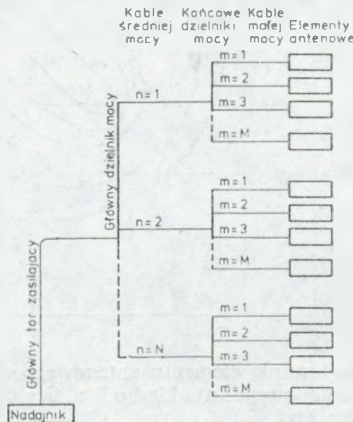 Kable średniej mocy
Końcowe dzielniki mocy
Kable małej mocy
Elementy antenowe
Główny dzielnik mocy
Główny tor zasilający
Nadajnik
n=1
m=1
m=2
m=3
m=M
n=2
m=1
m=2
m=3
m=M
n=N
m=1
m=2
m=3
m=M